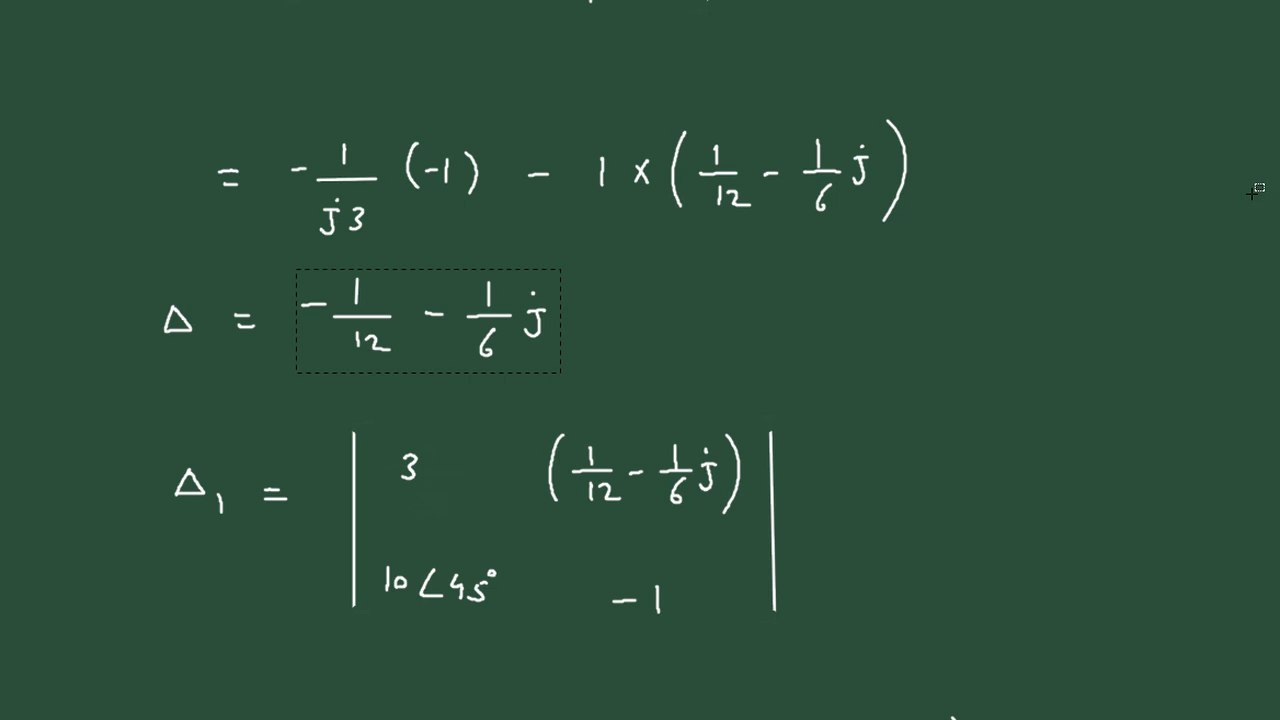 = - 1/j3 (-1) - 1 × (1/12 - 1/6 j)
Δ = - 1/12 - 1/6 j
Δ₁ = | 3 (1/12 - 1/6 j) |
| 10∠45° -1 |